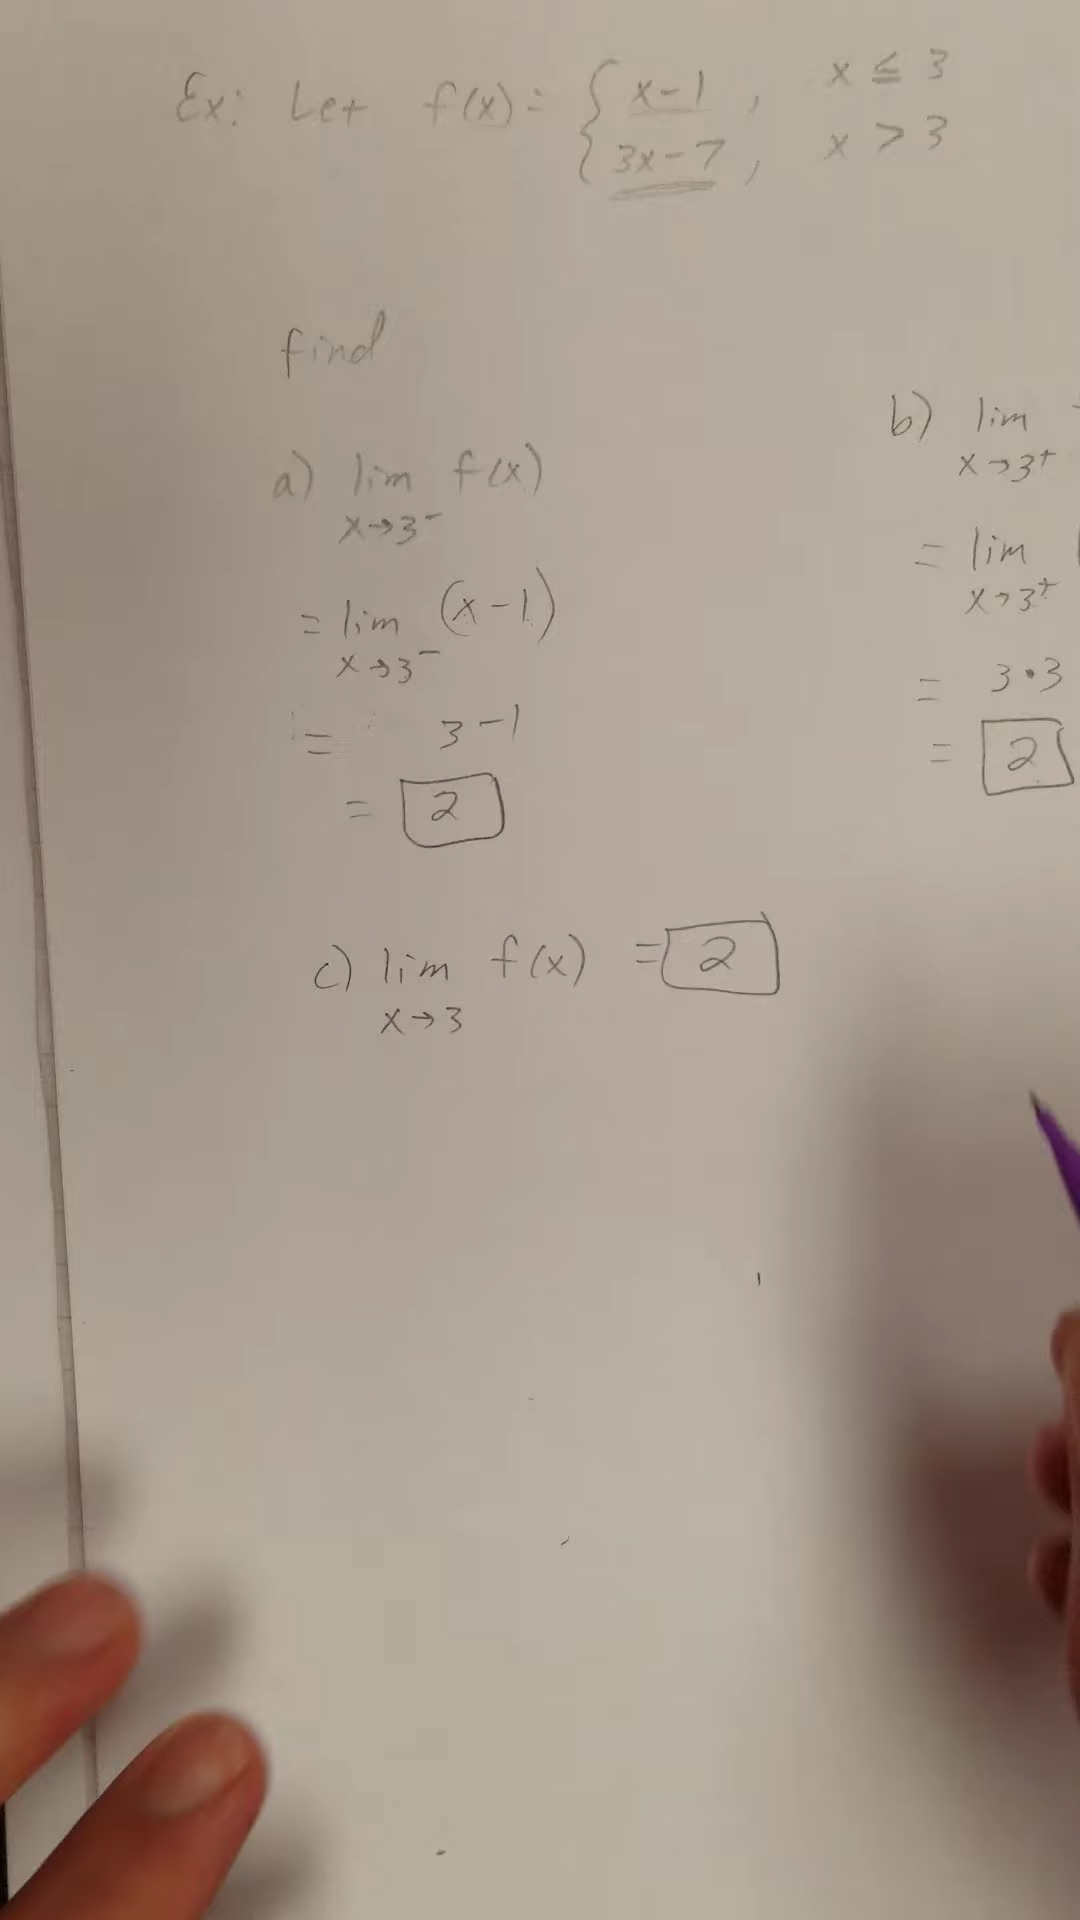 Ex: Let f(x) = { x-1 , x ≤ 3
3x-7 , x > 3
find
a) lim f(x)
x→3⁻
= lim (x-1)
x→3⁻
= 3-1
= 2
b) lim
x→3⁺
= lim
x→3⁺
= 3·3
= 2
c) lim f(x) = 2
x→3